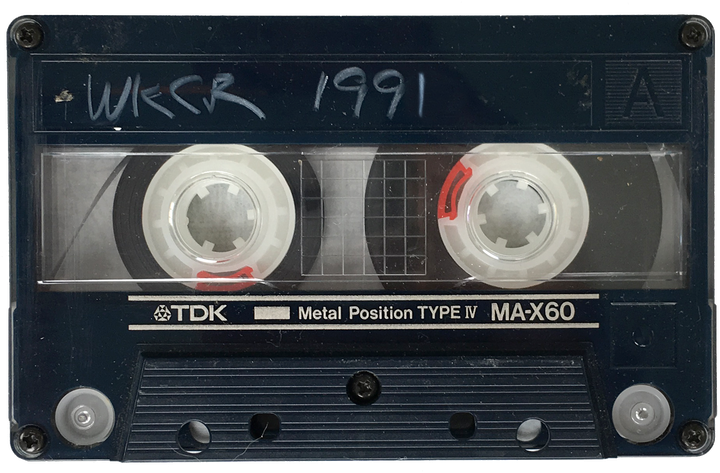 WKCR 1991
A
TDK Metal Position TYPE IV MA-X60